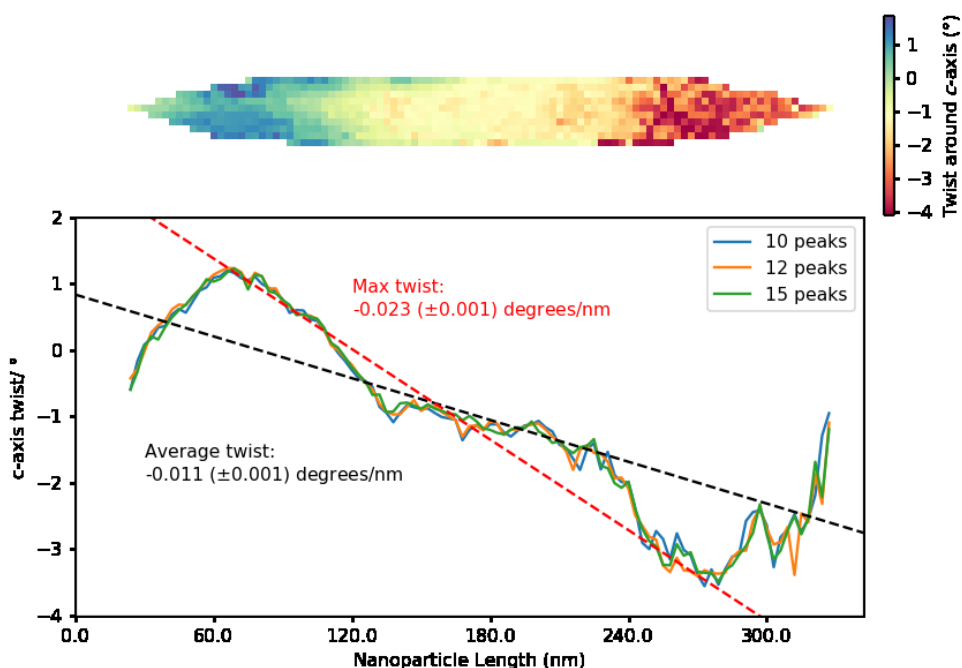 1
0
−1
−2
−3
−4
Twist around c-axis (°)
2
1
0
−1
−2
−3
−4
c-axis twist/ °
10 peaks
12 peaks
15 peaks
Max twist:
-0.023 (±0.001) degrees/nm
Average twist:
-0.011 (±0.001) degrees/nm
0.0 60.0 120.0 180.0 240.0 300.0
Nanoparticle Length (nm)